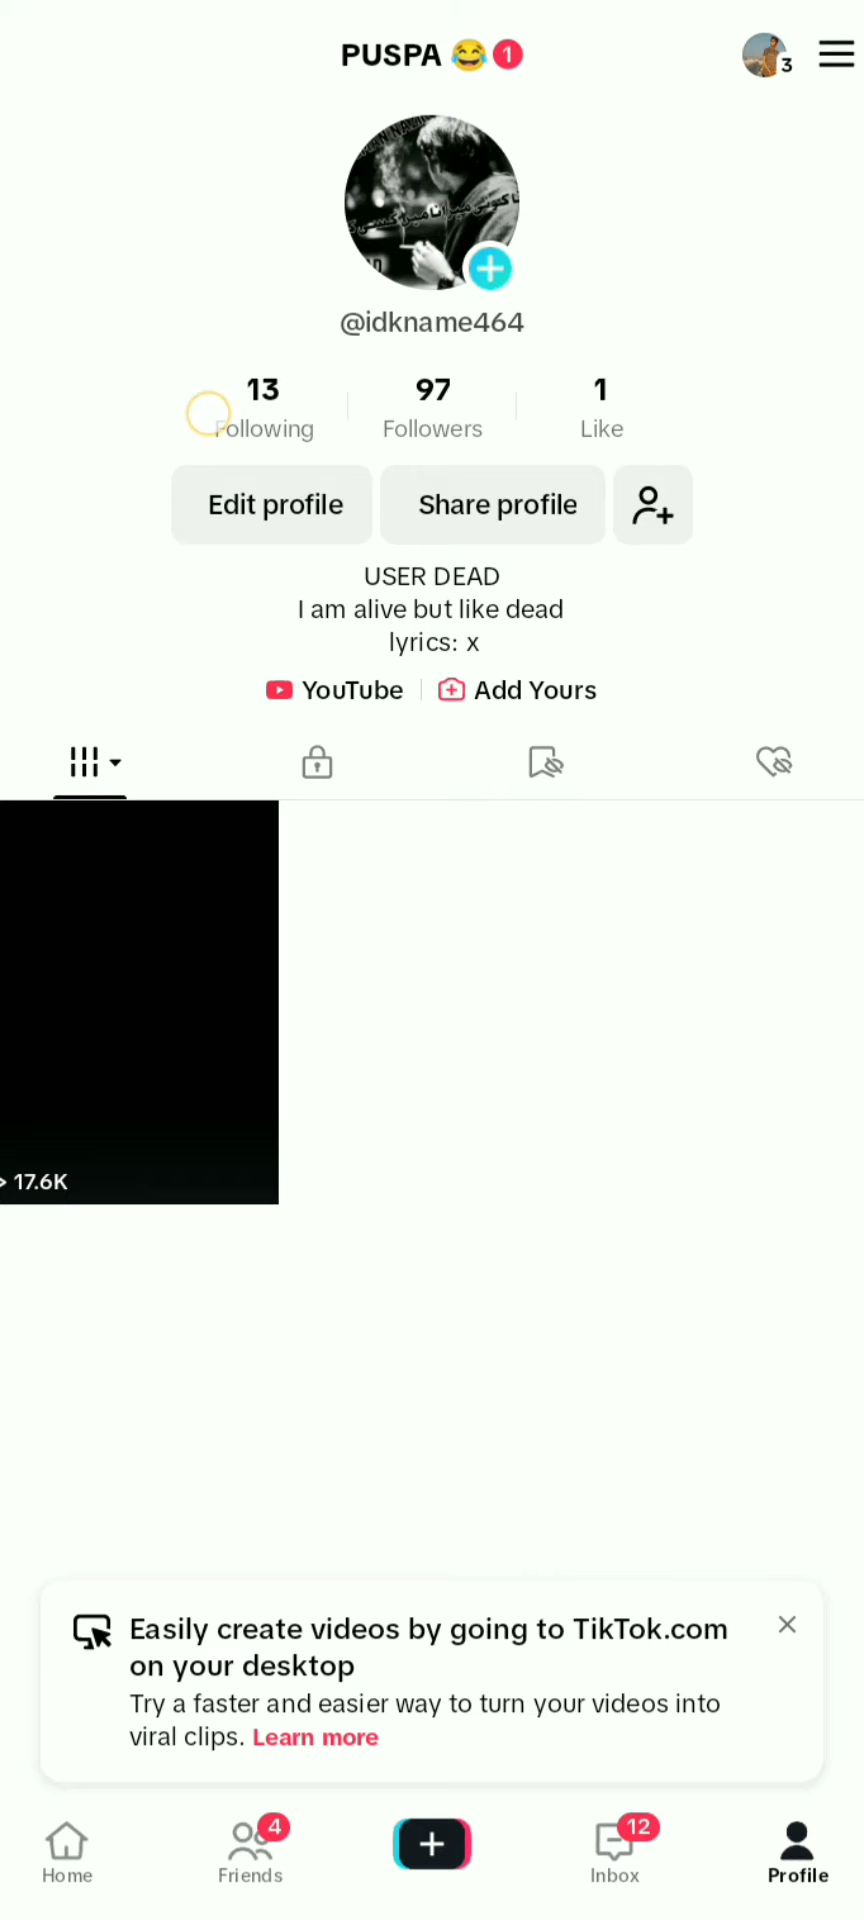 PUSPA 😂 1
3
@idkname464
13 97 1
Following Followers Like
Edit profile Share profile
USER DEAD
I am alive but like dead
lyrics: x
YouTube Add Yours
17.6K
Easily create videos by going to TikTok.com
on your desktop
Try a faster and easier way to turn your videos into
viral clips. Learn more
4 12
Home Friends Inbox Profile